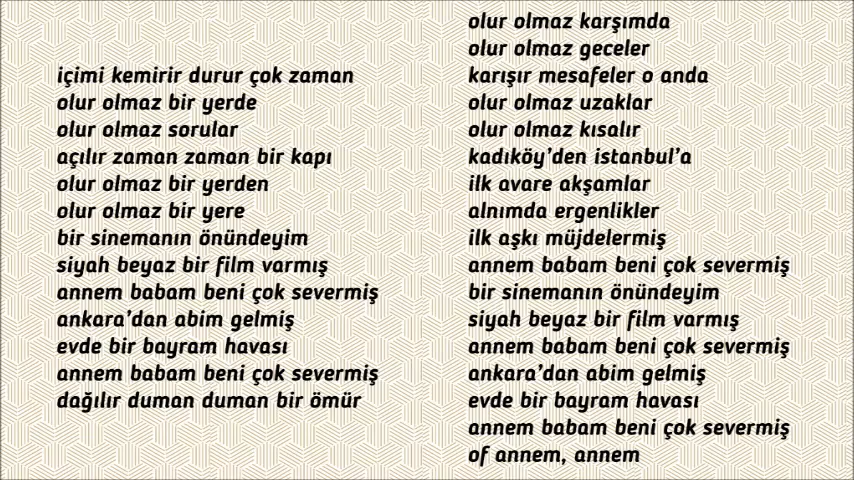 içimi kemirir durur çok zaman
olur olmaz bir yerde
olur olmaz sorular
açılır zaman zaman bir kapı
olur olmaz bir yerden
olur olmaz bir yere
bir sinemanın önündeyim
siyah beyaz bir film varmış
annem babam beni çok severmiş
ankara'dan abim gelmiş
evde bir bayram havası
annem babam beni çok severmiş
dağılır duman duman bir ömür
olur olmaz karşımda
olur olmaz geceler
karışır mesafeler o anda
olur olmaz uzaklar
olur olmaz kısalır
kadıköy'den istanbul'a
ilk avare akşamlar
alnımda ergenlikler
ilk aşkı müjdelermiş
annem babam beni çok severmiş
bir sinemanın önündeyim
siyah beyaz bir film varmış
annem babam beni çok severmiş
ankara'dan abim gelmiş
evde bir bayram havası
annem babam beni çok severmiş
of annem, annem